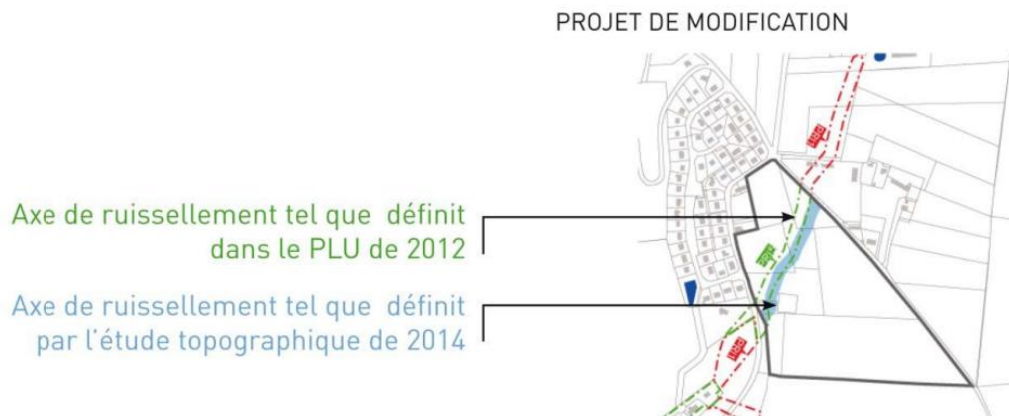 PROJET DE MODIFICATION
Axe de ruissellement tel que définit
dans le PLU de 2012
Axe de ruissellement tel que définit
par l'étude topographique de 2014